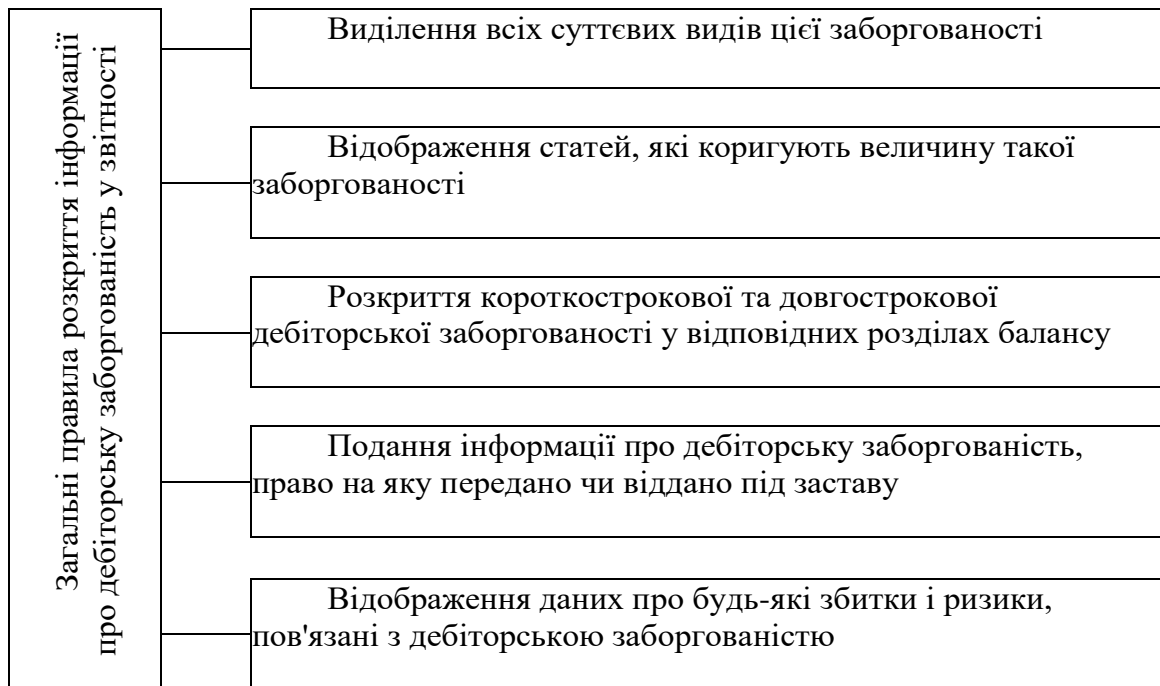 Загальні правила розкриття інформації
про дебіторську заборгованість у звітності
Виділення всіх суттєвих видів цієї заборгованості
Відображення статей, які коригують величину такої
заборгованості
Розкриття короткострокової та довгострокової
дебіторської заборгованості у відповідних розділах балансу
Подання інформації про дебіторську заборгованість,
право на яку передано чи віддано під заставу
Відображення даних про будь-які збитки і ризики,
пов'язані з дебіторською заборгованістю